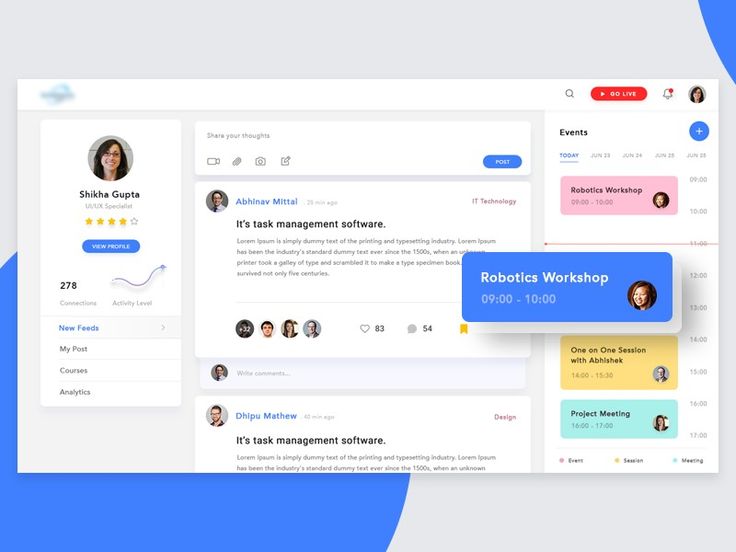 GO LIVE
Shikha Gupta
UI/UX Specialist
VIEW PROFILE
278
Connections
Activity Level
New Feeds
My Post
Courses
Analytics
Share your thoughts
POST
Abhinav Mittal
25 min ago
IT Technology
It's task management software.
Lorem Ipsum is simply dummy text of the printing and typesetting industry. Lorem Ipsum
has been the industry's standard dummy text ever since the 1500s, when an unknown
printer took a galley of type and scrambled it to make a type specimen book.
survived not only five centuries.
+32
83
54
Write comments...
Dhipu Mathew
40 min ago
Design
It's task management software.
Lorem Ipsum is simply dummy text of the printing and typesetting industry. Lorem Ipsum
has been the industry's standard dummy text ever since the 1500s, when an unknown
Events
+
TODAY
JUN 23
JUN 24
JUN 25
JUN 25
09:00
Robotics Workshop
09:00 - 10:00
10:00
11:00
Robotics Workshop
09:00 - 10:00
12:00
13:00
14:00
One on One Session
with Abhishek
14:00 - 15:30
15:00
16:00
Project Meeting
16:00 - 17:00
17:00
Event
Session
Meeting